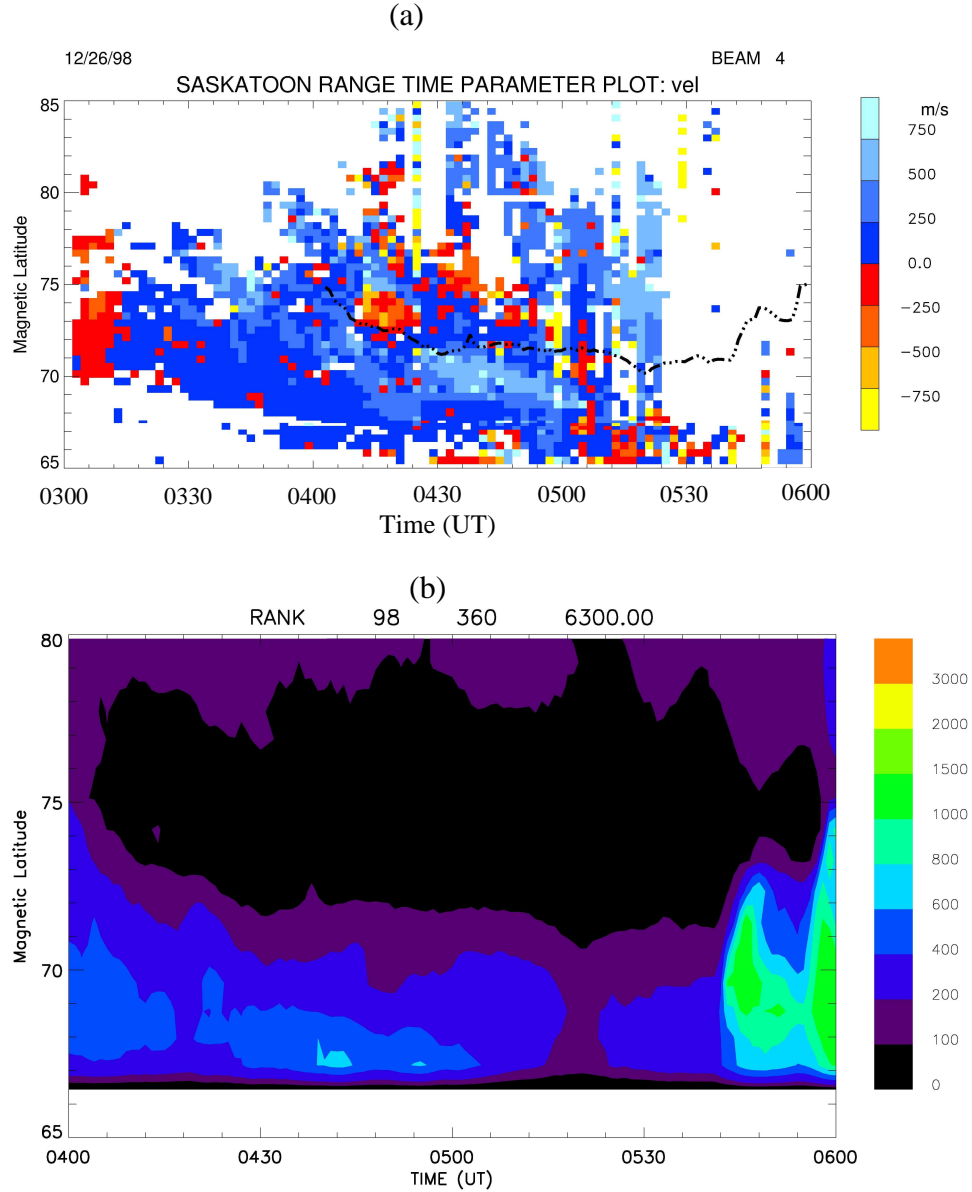 (a)
12/26/98 BEAM 4
SASKATOON RANGE TIME PARAMETER PLOT: vel
85
80
75
70
65
Magnetic Latitude
0300 0330 0400 0430 0500 0530 0600
Time (UT)
m/s
750
500
250
0.0
−250
−500
−750
(b)
RANK 98 360 6300.00
80
75
70
65
Magnetic Latitude
0400 0430 0500 0530 0600
TIME (UT)
3000
2000
1500
1000
800
600
400
200
100
0